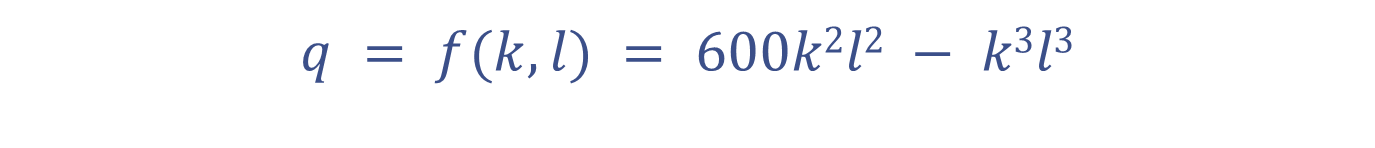 q = f(k, l) = 600k²l² − k³l³